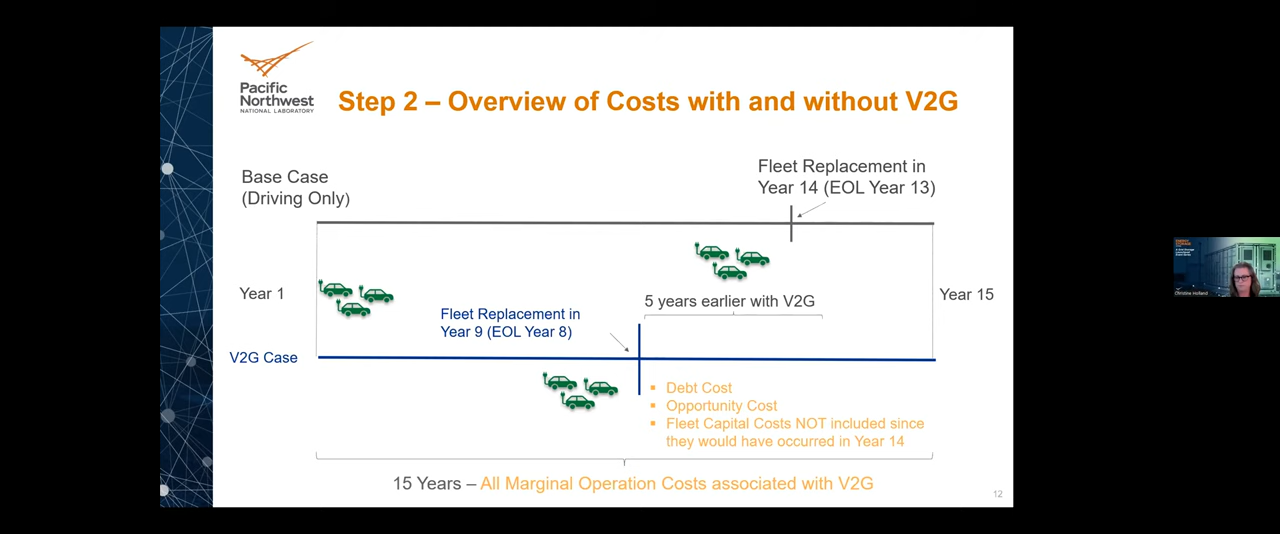 Pacific
Northwest
NATIONAL LABORATORY
Step 2 – Overview of Costs with and without V2G
Base Case
(Driving Only)
Fleet Replacement in
Year 14 (EOL Year 13)
Year 1
5 years earlier with V2G
Year 15
Fleet Replacement in
Year 9 (EOL Year 8)
V2G Case
▪ Debt Cost
▪ Opportunity Cost
▪ Fleet Capital Costs NOT included since
they would have occurred in Year 14
15 Years – All Marginal Operation Costs associated with V2G
12
Christine Holland